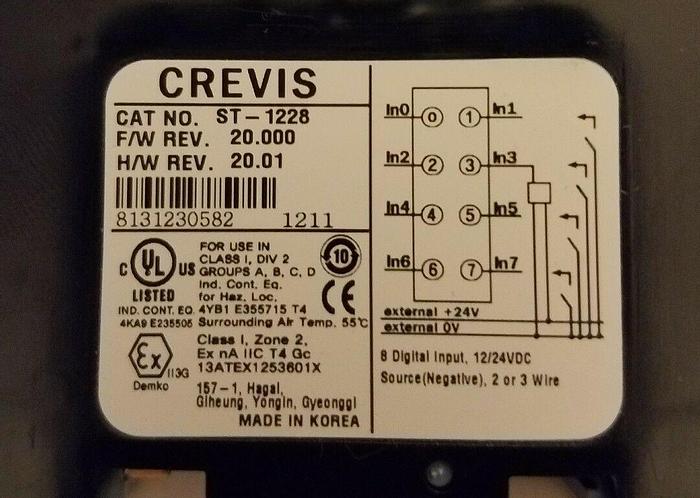 CREVIS
CAT NO. ST-1228
F/W REV. 20.000
H/W REV. 20.01
8131230582 1211
C UL US
LISTED
IND. CONT. EQ.
4KA9 E235505
FOR USE IN
CLASS I, DIV 2
GROUPS A, B, C, D
Ind. Cont. Eq.
for Haz. Loc.
4YB1 E355715 T4
Surrounding Air Temp. 55℃
10
CE
Ex II3G
Demko
Class I, Zone 2,
Ex nA IIC T4 Gc
13ATEX1253601X
157-1, Hagal,
Giheung, Yongin, Gyeonggi
MADE IN KOREA
In0 0 1 In1
In2 2 3 In3
In4 4 5 In5
In6 6 7 In7
external +24V
external 0V
8 Digital Input, 12/24VDC
Source(Negative), 2 or 3 Wire